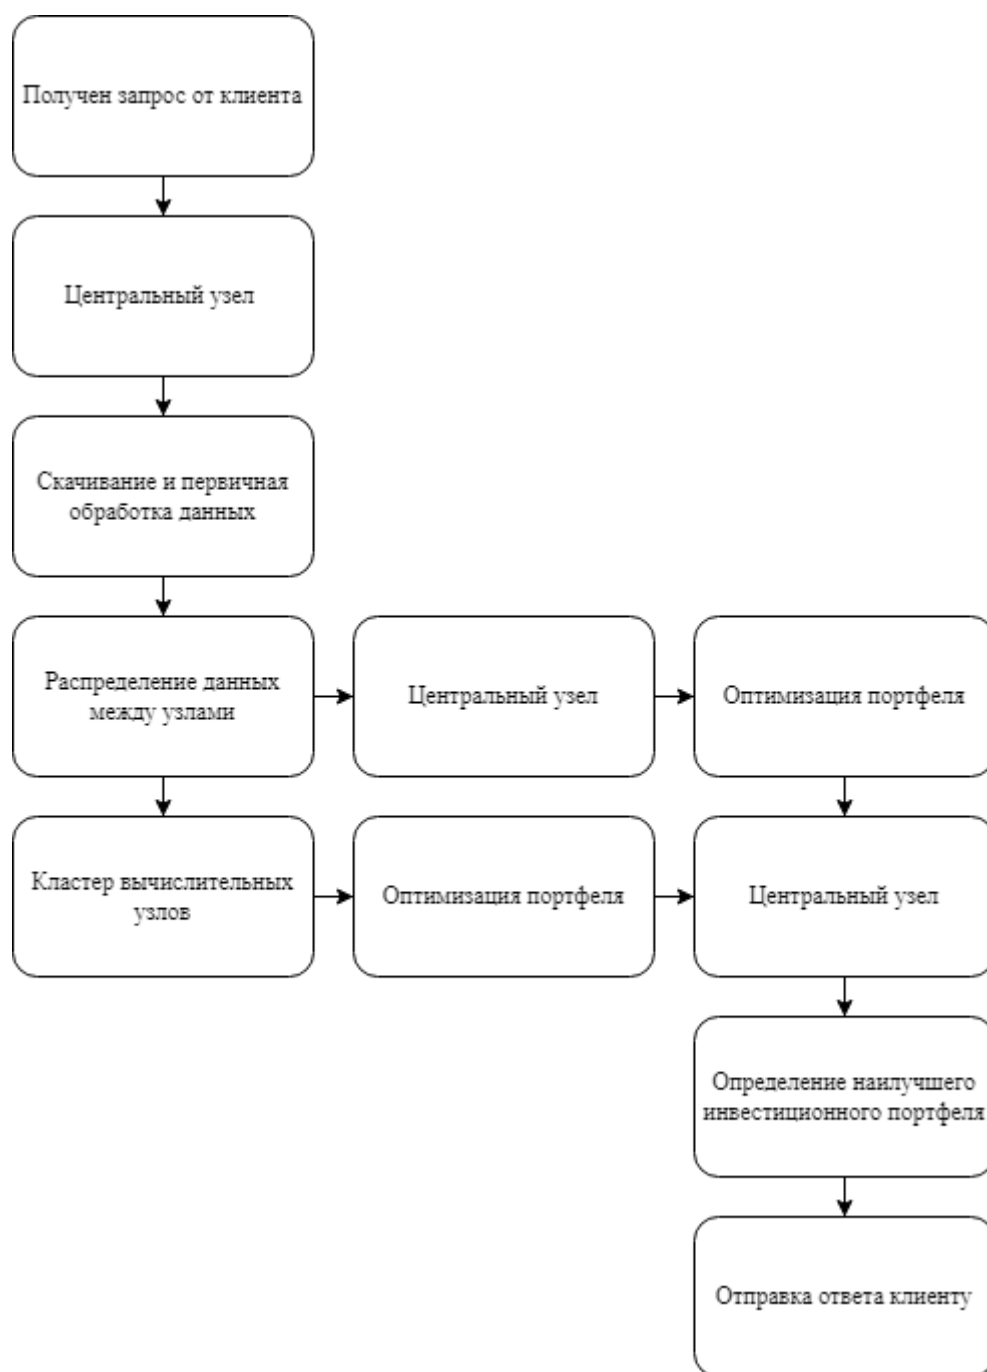 Получен запрос от клиента
Центральный узел
Скачивание и первичная
обработка данных
Распределение данных
между узлами
Центральный узел
Оптимизация портфеля
Кластер вычислительных
узлов
Оптимизация портфеля
Центральный узел
Определение наилучшего
инвестиционного портфеля
Отправка ответа клиенту